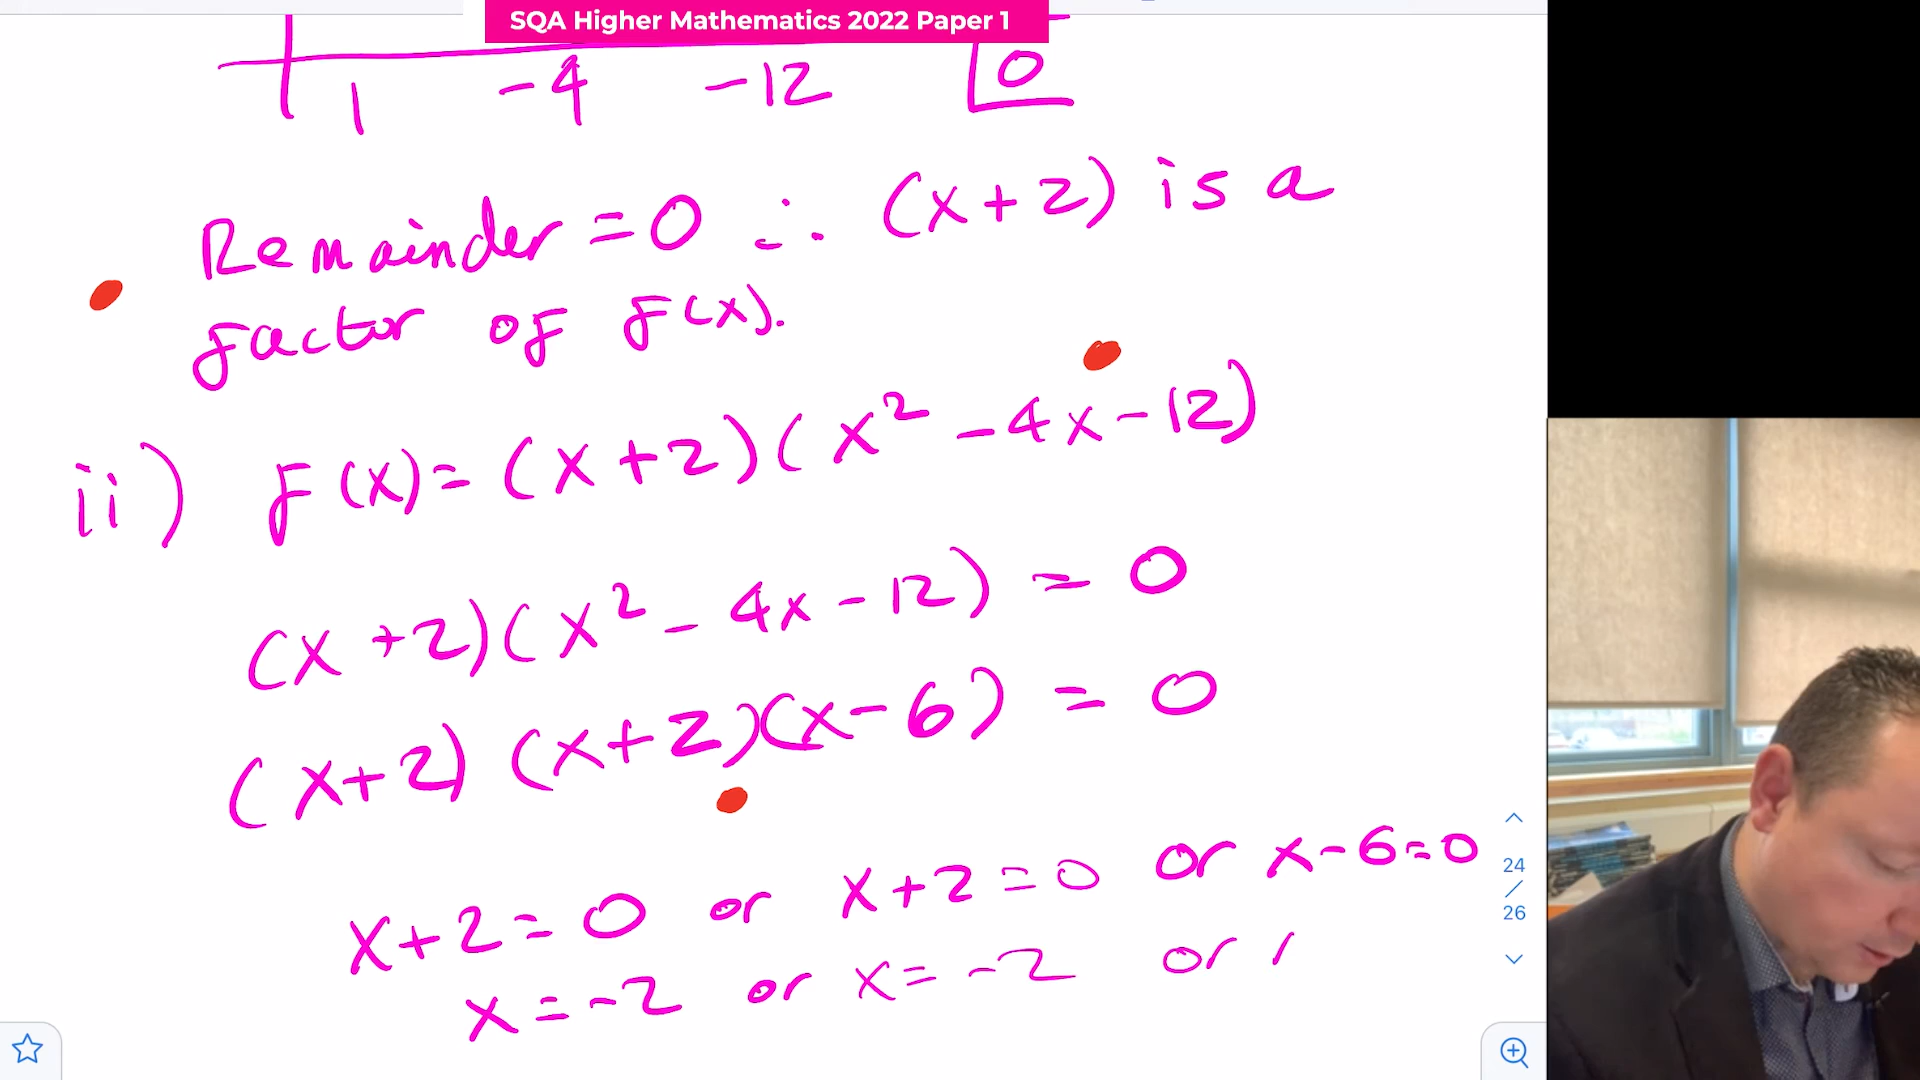 SQA Higher Mathematics 2022 Paper 1
1 -4 -12 0
Remainder = 0 ∴ (x+2) is a
factor of f(x).
ii) f(x) = (x+2)(x² -4x-12)
(x+2)(x² - 4x - 12) = 0
(x+2) (x+2)(x-6) = 0
x+2=0 or x+2=0 or x-6=0
x=-2 or x=-2 or
24
/
26